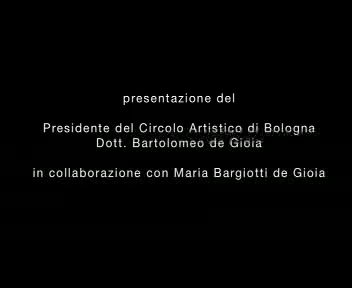 presentazione del
Presidente del Circolo Artistico di Bologna
Dott. Bartolomeo de Gioia
in collaborazione con Maria Bargiotti de Gioia